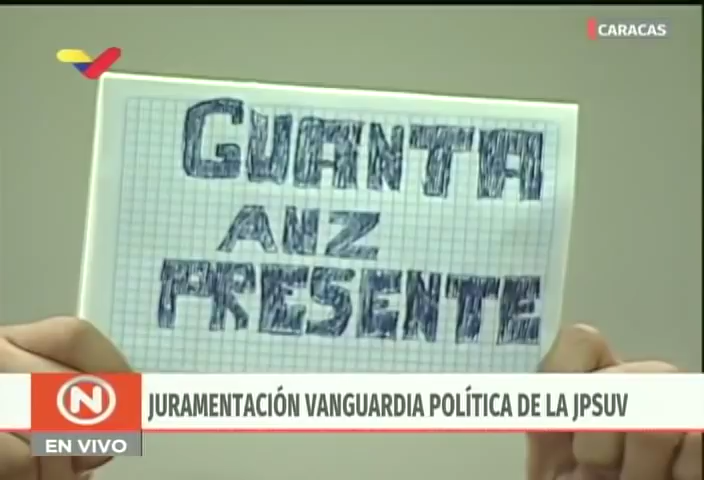 CARACAS
GUANTA
ANZ
PRESENTE
N
JURAMENTACIÓN VANGUARDIA POLÍTICA DE LA JPSUV
EN VIVO